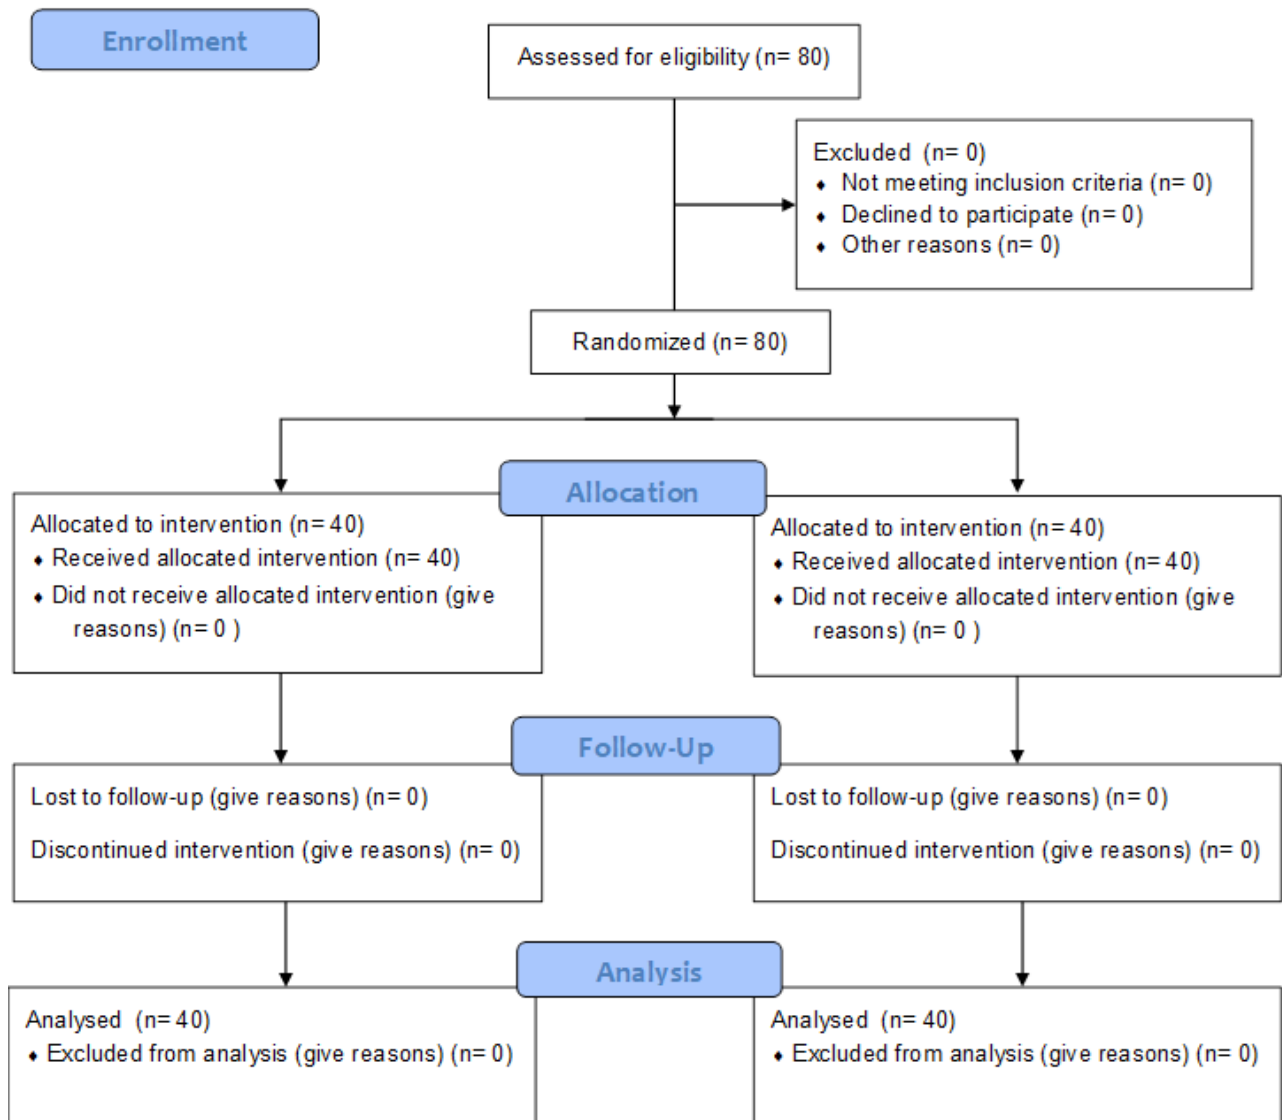 Enrollment
Assessed for eligibility (n= 80)
Excluded (n= 0)
♦ Not meeting inclusion criteria (n= 0)
♦ Declined to participate (n= 0)
♦ Other reasons (n= 0)
Randomized (n= 80)
Allocation
Allocated to intervention (n= 40)
♦ Received allocated intervention (n= 40)
♦ Did not receive allocated intervention (give
reasons) (n= 0 )
Allocated to intervention (n= 40)
♦ Received allocated intervention (n= 40)
♦ Did not receive allocated intervention (give
reasons) (n= 0 )
Follow-Up
Lost to follow-up (give reasons) (n= 0)
Discontinued intervention (give reasons) (n= 0)
Lost to follow-up (give reasons) (n= 0)
Discontinued intervention (give reasons) (n= 0)
Analysis
Analysed (n= 40)
♦ Excluded from analysis (give reasons) (n= 0)
Analysed (n= 40)
♦ Excluded from analysis (give reasons) (n= 0)